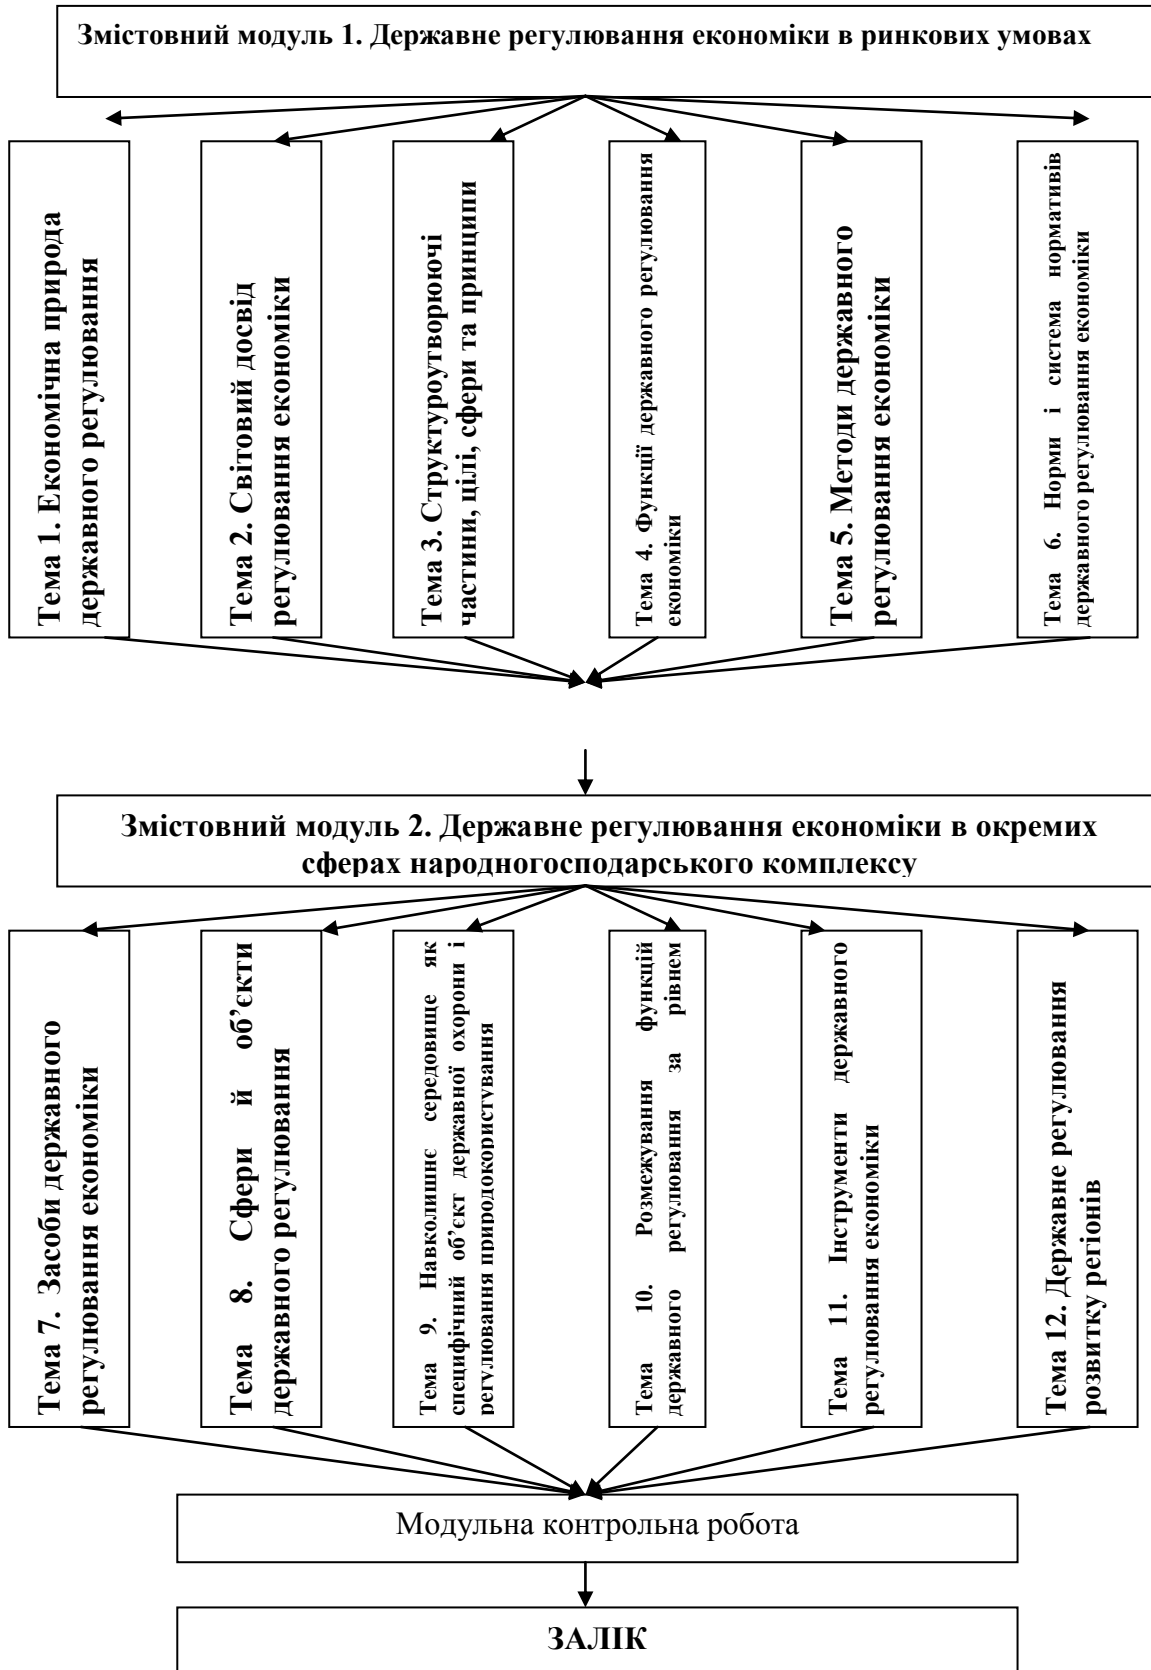 Змістовний модуль 1. Державне регулювання економіки в ринкових умовах
Тема 1. Економічна природа
державного регулювання
Тема 2. Світовий досвід
регулювання економіки
Тема 3. Структуроутворюючі
частини, цілі, сфери та принципи
Тема 4. Функції державного регулювання
економіки
Тема 5. Методи державного
регулювання економіки
Тема 6. Норми і система нормативів
державного регулювання економіки
Змістовний модуль 2. Державне регулювання економіки в окремих
сферах народногосподарського комплексу
Тема 7. Засоби державного
регулювання економіки
Тема 8. Сфери й об’єкти
державного регулювання
Тема 9. Навколишнє середовище як
специфічний об’єкт державної охорони і
регулювання природокористування
Тема 10. Розмежування функцій
державного регулювання за рівнем
Тема 11. Інструменти державного
регулювання економіки
Тема 12. Державне регулювання
розвитку регіонів
Модульна контрольна робота
ЗАЛІК